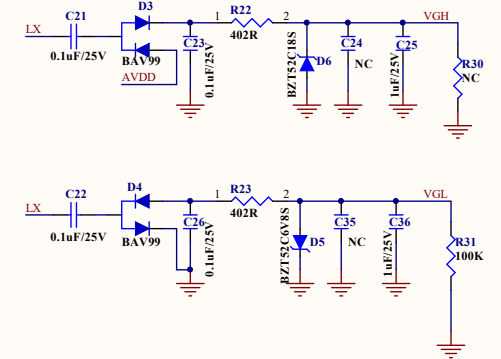 C21
D3
1
R22
2
VGH
LX
402R
C23
BZT52C18S
C24
C25
0.1uF/25V
BAV99
0.1uF/25V
D6
NC
1uF/25V
R30
NC
AVDD
C22
D4
1
R23
2
VGL
LX
402R
C26
BZT52C6V8S
C35
C36
0.1uF/25V
BAV99
0.1uF/25V
D5
NC
1uF/25V
R31
100K